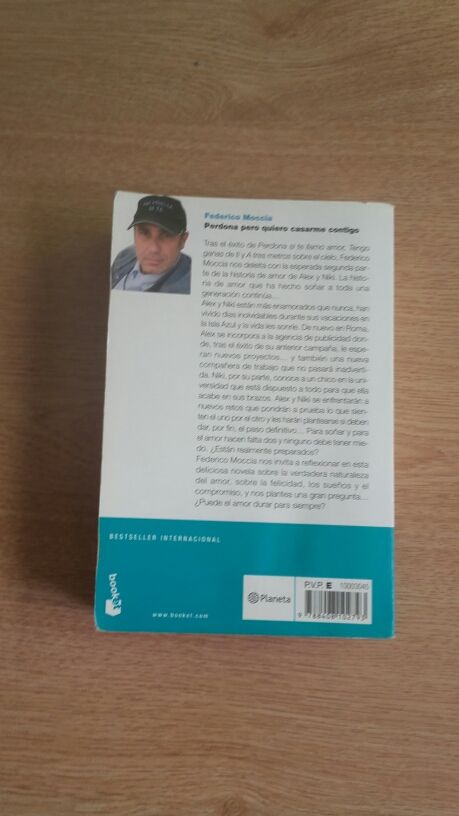 Federico Moccia
Perdona pero quiero casarme contigo
Tras el éxito de Perdona si te llamo amor, Tengo
ganas de ti y A tres metros sobre el cielo, Federico
Moccia nos deleita con la esperada segunda par-
te de la historia de amor de Alex y Niki. La histo-
ria de amor que ha hecho soñar a toda una
generación continúa...
Alex y Niki están más enamorados que nunca, han
vivido días inolvidables durante sus vacaciones en
la Isla Azul y la vida les sonríe. De nuevo en Roma,
Alex se incorpora a la agencia de publicidad don-
de, tras el éxito de su anterior campaña, le espe-
ran nuevos proyectos... y también una nueva
compañera de trabajo que no pasará inadverti-
da. Niki, por su parte, conoce a un chico en la uni-
versidad que está dispuesto a todo para que ella
acabe en sus brazos. Alex y Niki se enfrentarán a
nuevos retos que pondrán a prueba lo que sien-
ten el uno por el otro y les harán plantearse si deben
dar, por fin, el paso definitivo... Para soñar y para
el amor hacen falta dos y ninguno debe tener mie-
do. ¿Están realmente preparados?
Federico Moccia nos invita a reflexionar en esta
deliciosa novela sobre la verdadera naturaleza
del amor, sobre la felicidad, los sueños y el
compromiso, y nos plantea una gran pregunta...
¿Puede el amor durar para siempre?
BESTSELLER INTERNACIONAL
booket
www.booket.com
Planeta
P.V.P. E 10003045
9 788408 102793